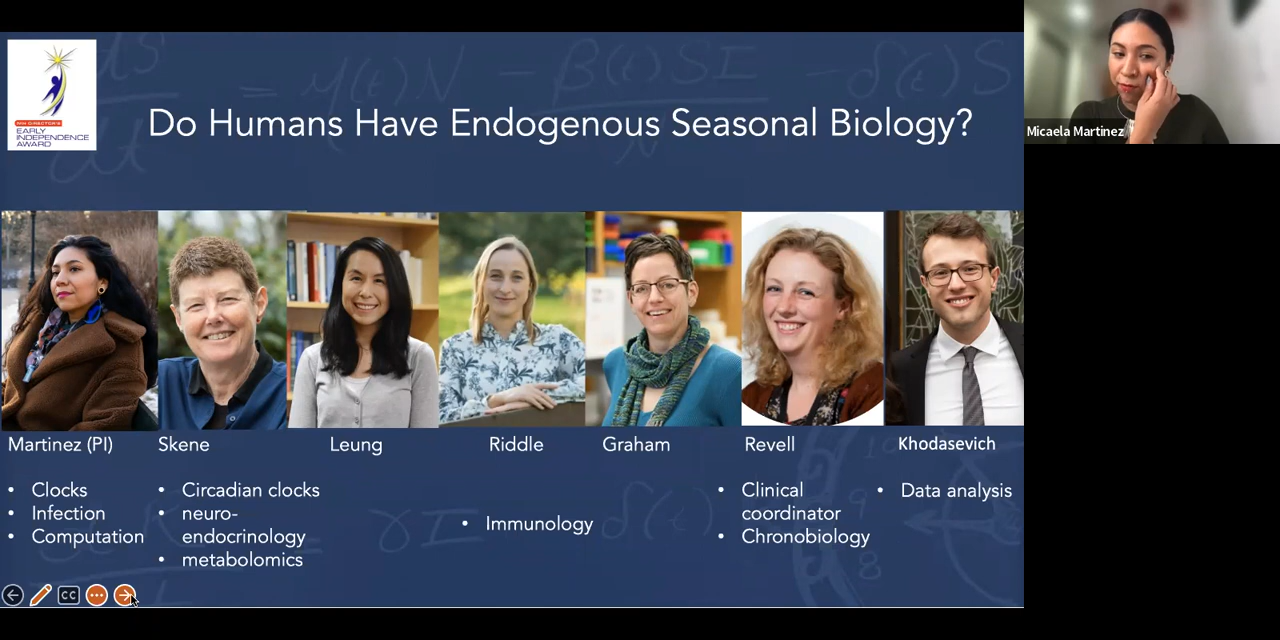 NIH DIRECTOR'S
EARLY
INDEPENDENCE
AWARD
Do Humans Have Endogenous Seasonal Biology?
Micaela Martinez
Martinez (PI)
Skene
Leung
Riddle
Graham
Revell
Khodasevich
• Clocks
• Infection
• Computation
• Circadian clocks
• neuro-
endocrinology
• metabolomics
• Immunology
• Clinical
coordinator
• Chronobiology
• Data analysis
CC